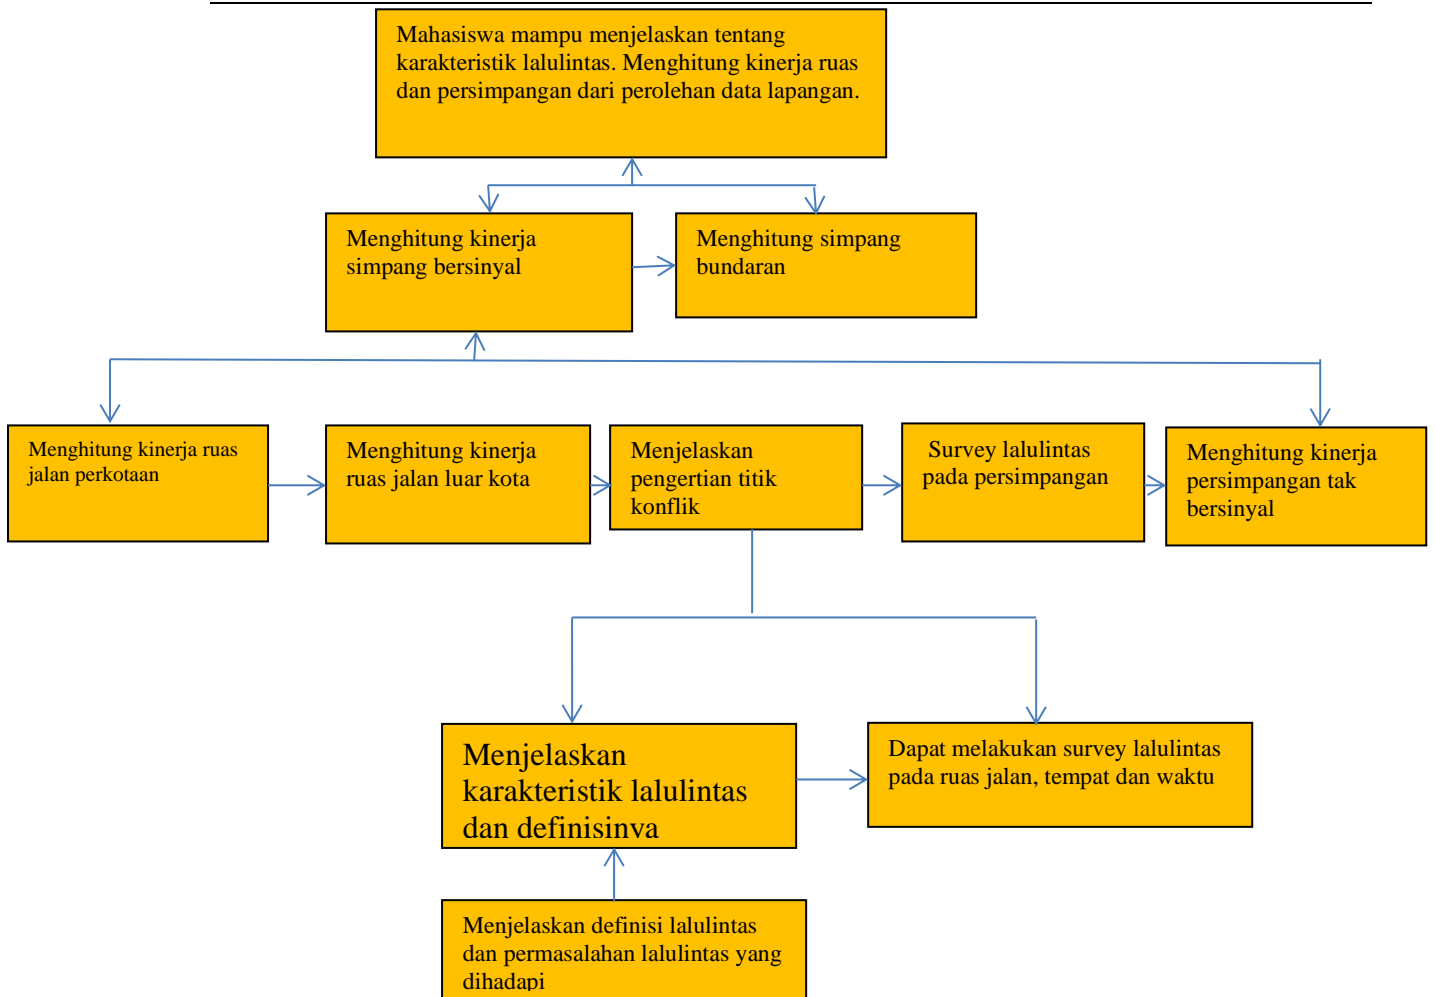 Mahasiswa mampu menjelaskan tentang
karakteristik lalulintas. Menghitung kinerja ruas
dan persimpangan dari perolehan data lapangan.
Menghitung kinerja
simpang bersinyal
Menghitung simpang
bundaran
Menghitung kinerja ruas
jalan perkotaan
Menghitung kinerja
ruas jalan luar kota
Menjelaskan
pengertian titik
konflik
Survey lalulintas
pada persimpangan
Menghitung kinerja
persimpangan tak
bersinyal
Menjelaskan
karakteristik lalulintas
dan definisinya
Dapat melakukan survey lalulintas
pada ruas jalan, tempat dan waktu
Menjelaskan definisi lalulintas
dan permasalahan lalulintas yang
dihadapi